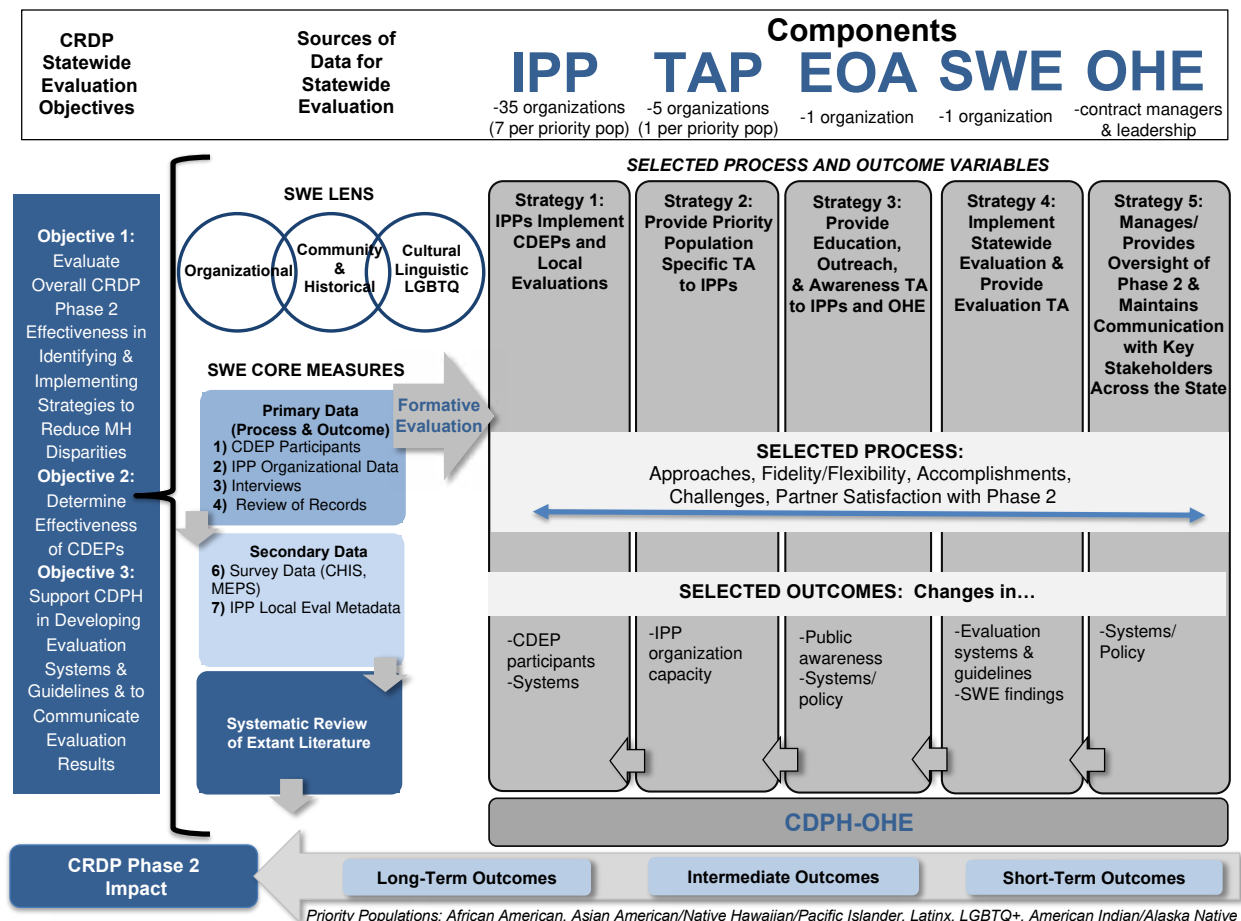 CRDP
Statewide
Evaluation
Objectives
Sources of
Data for
Statewide
Evaluation
Components
IPP
-35 organizations
(7 per priority pop)
TAP
-5 organizations
(1 per priority pop)
EOA
-1 organization
SWE
-1 organization
OHE
-contract managers
& leadership
Objective 1:
Evaluate
Overall CRDP
Phase 2
Effectiveness in
Identifying &
Implementing
Strategies to
Reduce MH
Disparities
Objective 2:
Determine
Effectiveness
of CDEPs
Objective 3:
Support CDPH
in Developing
Evaluation
Systems &
Guidelines & to
Communicate
Evaluation
Results
SWE LENS
Organizational
Community
&
Historical
Cultural
Linguistic
LGBTQ
SWE CORE MEASURES
Primary Data
(Process & Outcome)
1) CDEP Participants
2) IPP Organizational Data
3) Interviews
4) Review of Records
Formative
Evaluation
Secondary Data
6) Survey Data (CHIS,
MEPS)
7) IPP Local Eval Metadata
Systematic Review
of Extant Literature
SELECTED PROCESS AND OUTCOME VARIABLES
Strategy 1:
IPPs Implement
CDEPs and
Local
Evaluations
Strategy 2:
Provide Priority
Population
Specific TA
to IPPs
Strategy 3:
Provide
Education,
Outreach,
& Awareness TA
to IPPs and OHE
Strategy 4:
Implement
Statewide
Evaluation &
Provide
Evaluation TA
Strategy 5:
Manages/
Provides
Oversight of
Phase 2 &
Maintains
Communication
with Key
Stakeholders
Across the State
SELECTED PROCESS:
Approaches, Fidelity/Flexibility, Accomplishments,
Challenges, Partner Satisfaction with Phase 2
SELECTED OUTCOMES: Changes in…
-CDEP
participants
-Systems
-IPP
organization
capacity
-Public
awareness
-Systems/
policy
-Evaluation
systems &
guidelines
-SWE findings
-Systems/
Policy
CDPH-OHE
CRDP Phase 2
Impact
Long-Term Outcomes
Intermediate Outcomes
Short-Term Outcomes
Priority Populations: African American, Asian American/Native Hawaiian/Pacific Islander, Latinx, LGBTQ+, American Indian/Alaska Native